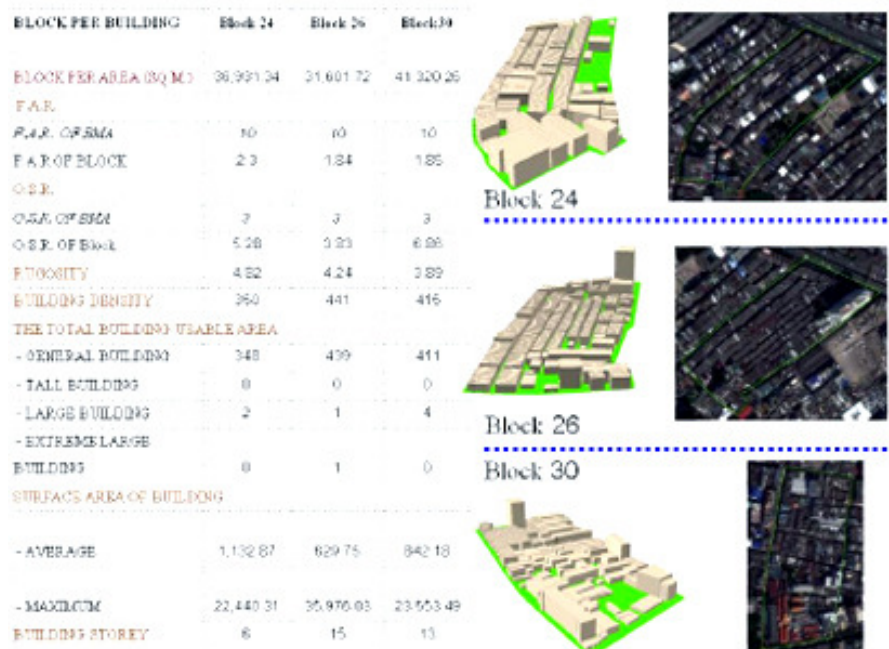 BLOCK PER BUILDING Block 24 Block 26 Block30
BLOCK PER AREA (SQ M.) 36,931.34 31,601.72 41,320.26
F.A.R.
F.A.R. OF BMA 10 10 10
F.A.R OF BLOCK 2.3 1.84 1.85
O.S.R.
O.S.R. OF BMA 3 3 3
O.S.R. OF Block 5.28 3.83 6.86
RUGOSITY 4.82 4.24 3.89
BUILDING DENSITY 350 441 416
THE TOTAL BUILDING USABLE AREA
- GENERAL BUILDING 348 439 411
- TALL BUILDING 0 0 0
- LARGE BUILDING 2 1 4
- EXTREME LARGE
BUILDING 0 1 0
SURFACE AREA OF BUILDING
- AVERAGE 1,132.87 829.75 842.18
- MAXIMUM 22,440.31 35,976.03 23,553.49
BUILDING STOREY 6 15 13
Block 24
Block 26
Block 30